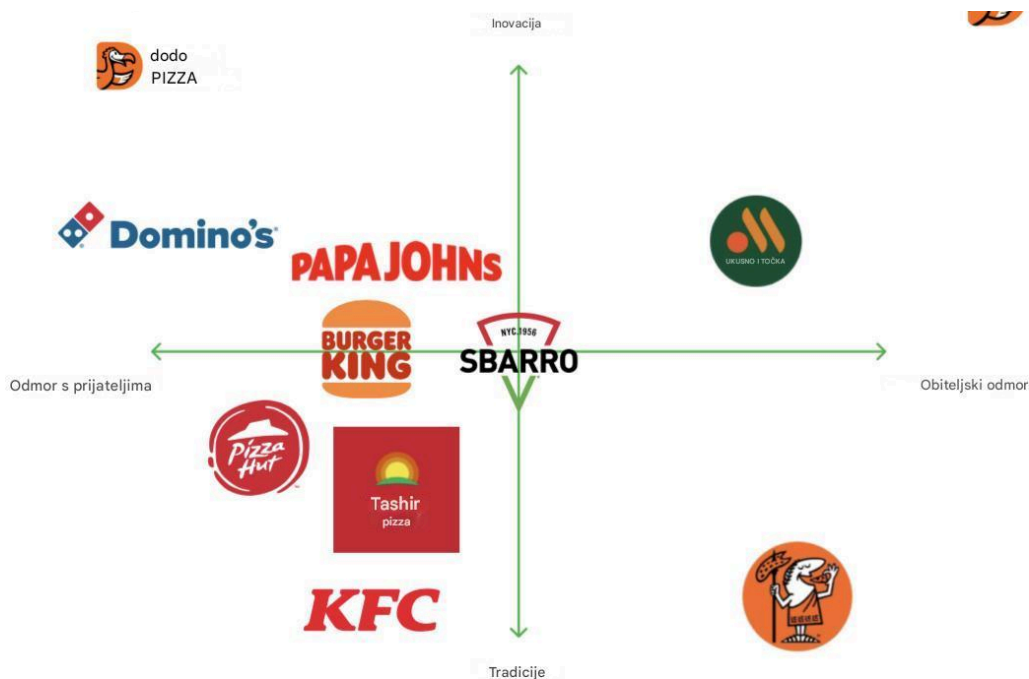 Inovacija
dodo
PIZZA
Domino's
PAPA JOHNS
UKUSNO I TOČKA
BURGER
KING
NYC.1956
SBARRO
Odmor s prijateljima
Obiteljski odmor
Pizza
Hut
Tashir
pizza
KFC
Tradicije